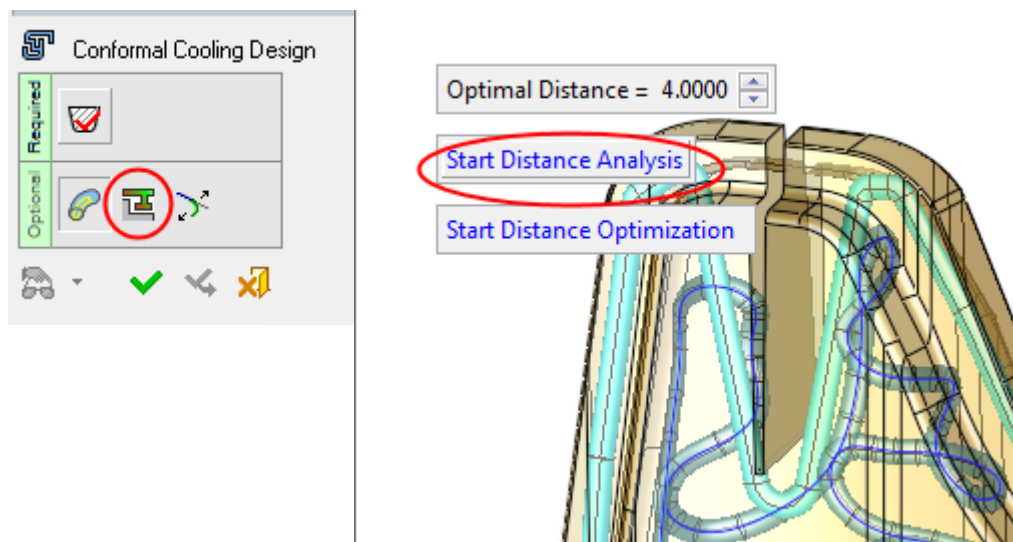 Conformal Cooling Design
Required
Optional
Optimal Distance = 4.0000
Start Distance Analysis
Start Distance Optimization